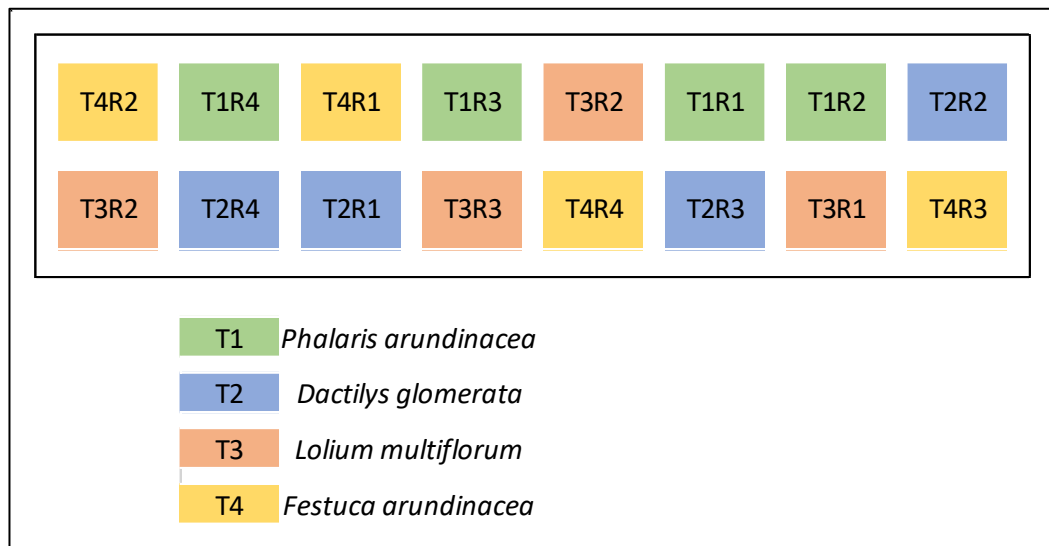 T4R2 T1R4 T4R1 T1R3 T3R2 T1R1 T1R2 T2R2
T3R2 T2R4 T2R1 T3R3 T4R4 T2R3 T3R1 T4R3
T1 Phalaris arundinacea
T2 Dactilys glomerata
T3 Lolium multiflorum
T4 Festuca arundinacea